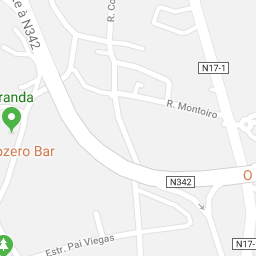 e à N342
R. Co
N17-1
randa
R. Montoiro
ozero Bar
N342
O
Estr. Pai Viegas
N17